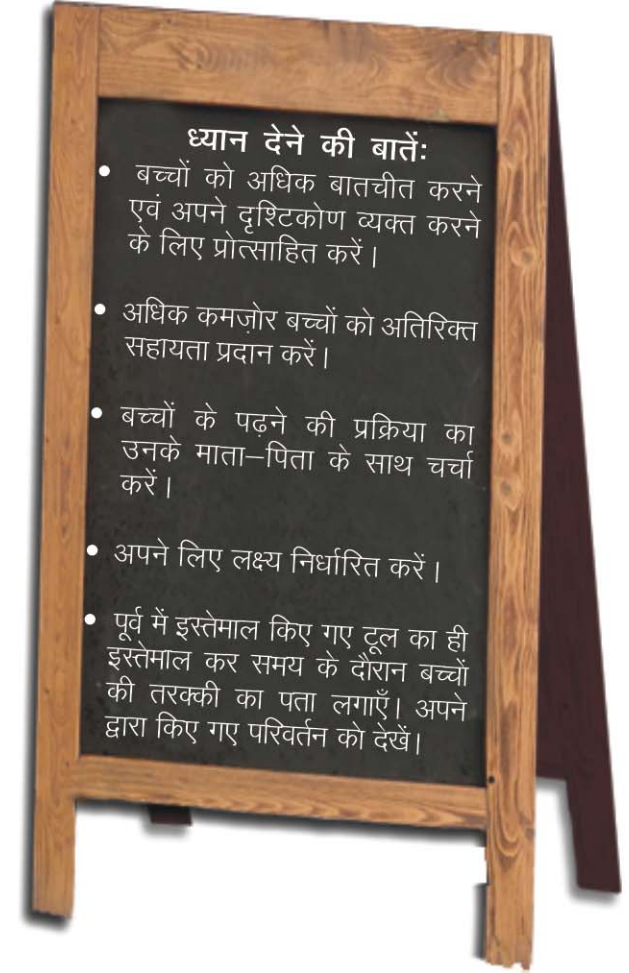 ध्यान देने की बातें:
• बच्चों को अधिक बातचीत करने
एवं अपने दृश्टिकोण व्यक्त करने
के लिए प्रोत्साहित करें।
• अधिक कमज़ोर बच्चों को अतिरिक्त
सहायता प्रदान करें।
• बच्चों के पढ़ने की प्रक्रिया का
उनके माता–पिता के साथ चर्चा
करें।
• अपने लिए लक्ष्य निर्धारित करें।
• पूर्व में इस्तेमाल किए गए टूल का ही
इस्तेमाल कर समय के दौरान बच्चों
की तरक्की का पता लगाएँ। अपने
द्वारा किए गए परिवर्तन को देखें।